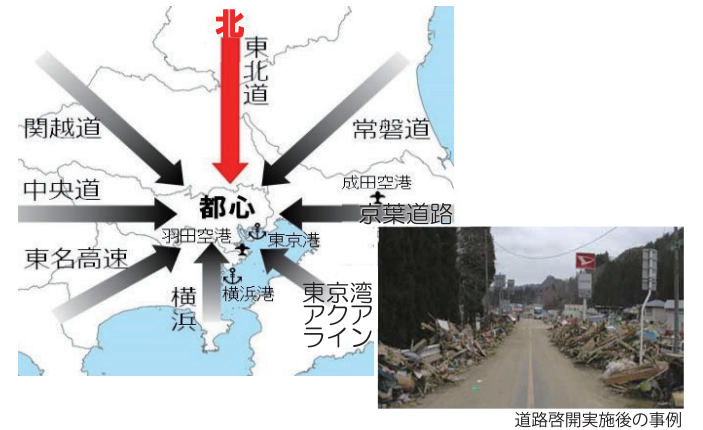 北
東北道
関越道
常磐道
中央道
成田空港
都心
京葉道路
羽田空港
東京港
東名高速
横浜港
横浜
東京湾
アクア
ライン
道路啓開実施後の事例